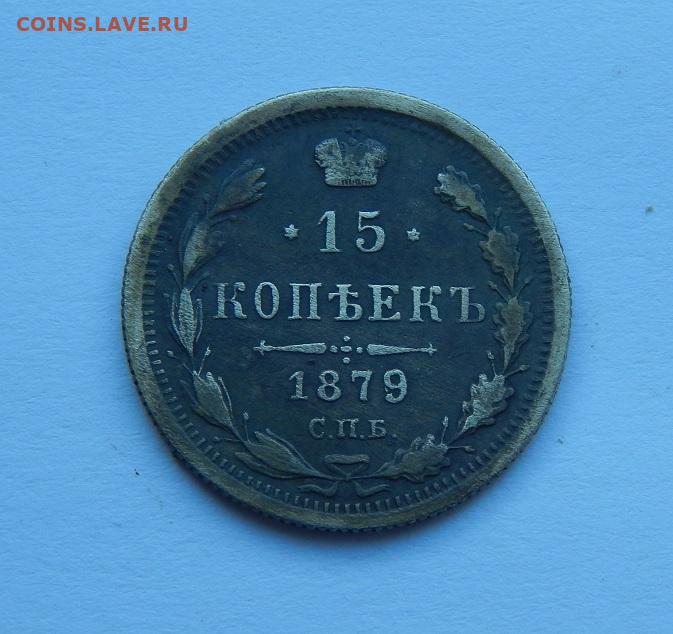 COINS.LAVE.RU
* 15 *
КОПѢЕКЪ
1879
С.П.Б.